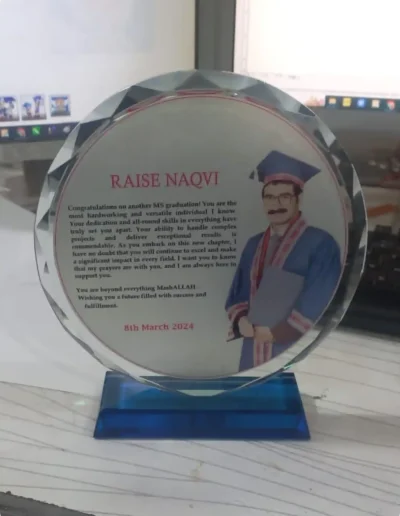 RAISE NAQVI
Congratulations on another MS graduation! You are the
most hardworking and versatile individual I know.
Your dedication and all-round skills in everything have
truly set you apart. Your ability to handle complex
projects and deliver exceptional results is
commendable. As you embark on this new chapter, I
have no doubt that you will continue to excel and make
a significant impact in every field. I want you to know
that my prayers are with you, and I am always here to
support you.
You are beyond everything MashALLAH
Wishing you a future filled with success and
fulfillment.
8th March 2024